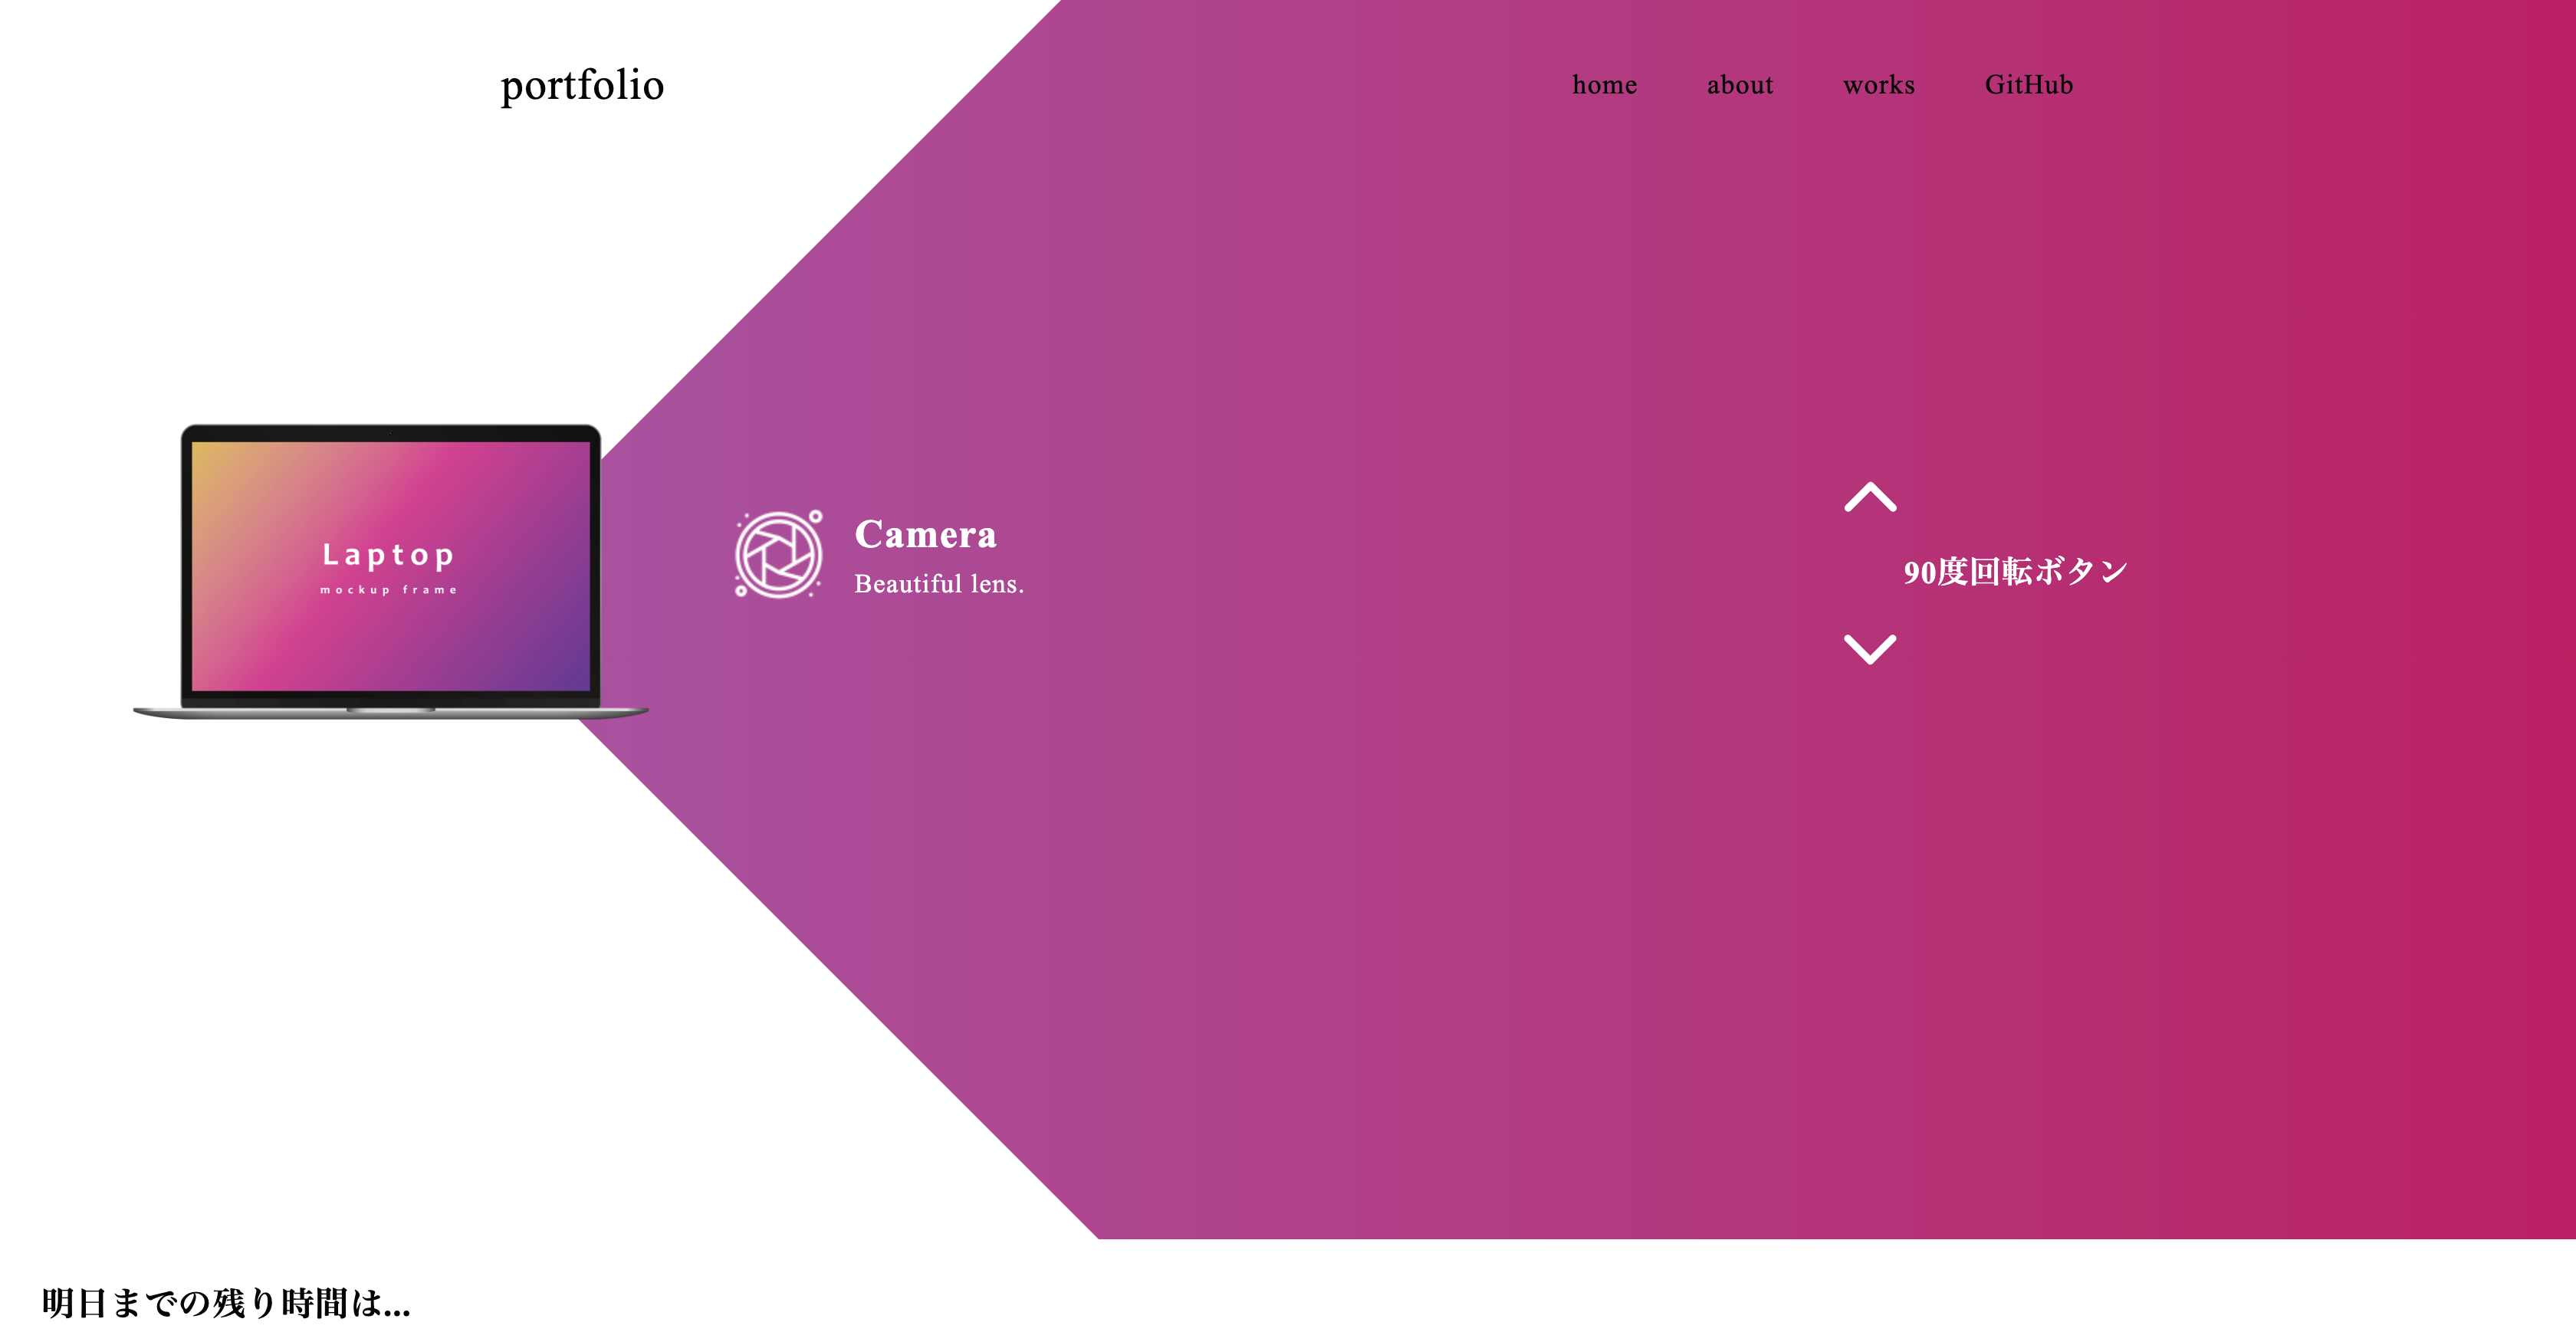 portfolio
home about works GitHub
Laptop
mockup frame
Camera
Beautiful lens.
90度回転ボタン
明日までの残り時間は...